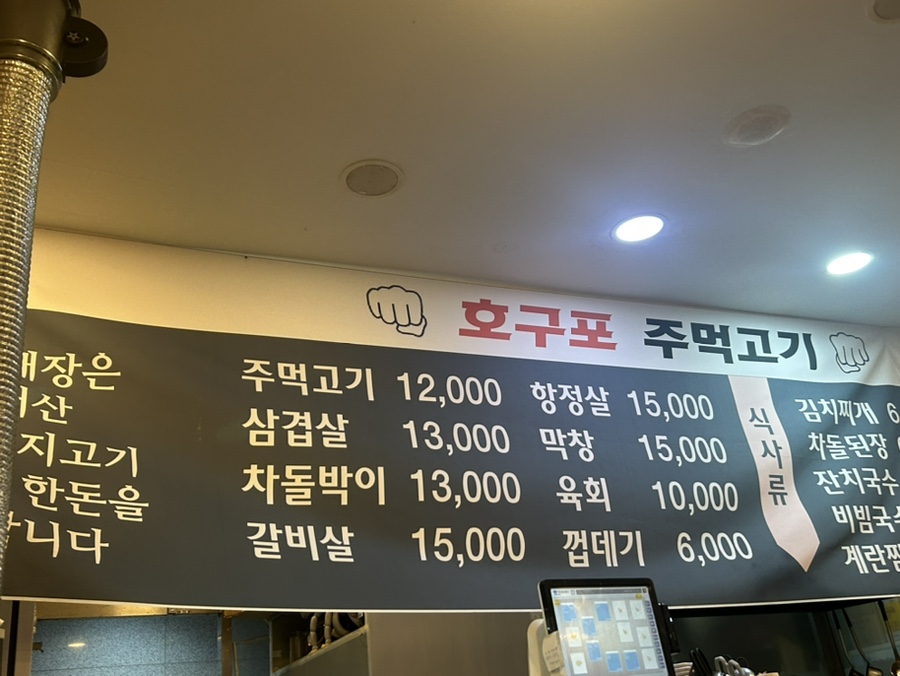 호구포 주먹고기
장은
산
지고기
한돈을
니다
주먹고기 12,000
삼겹살 13,000
차돌박이 13,000
갈비살 15,000
항정살 15,000
막창 15,000
육회 10,000
껍데기 6,000
식사류
김치찌개
차돌된장
잔치국수
비빔국수
계란찜